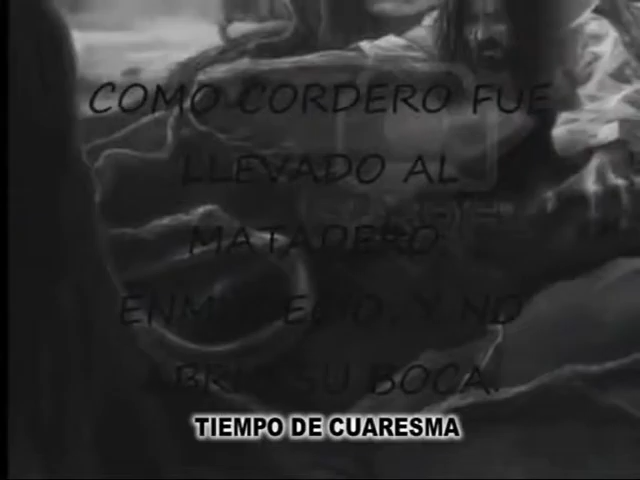 COMO CORDERO FUE
LLEVADO AL
MATADERO
Y NO
SU BOCA.
TIEMPO DE CUARESMA